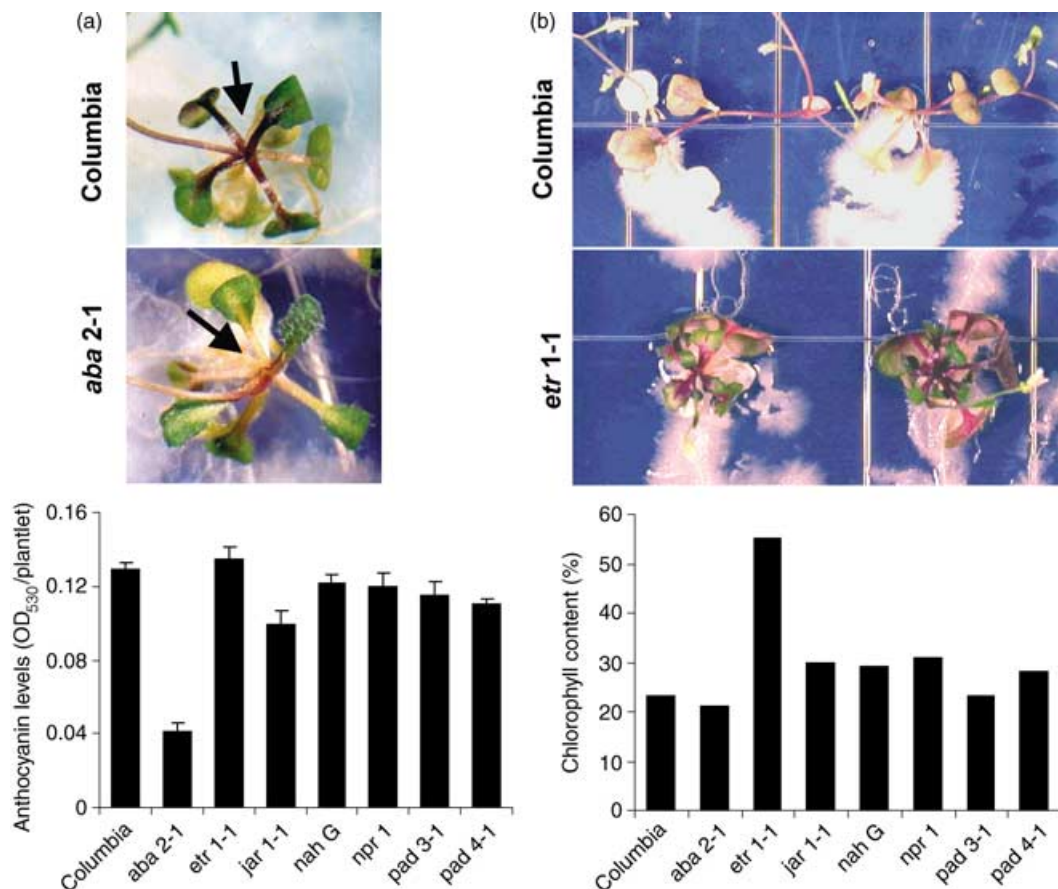 (a)
Columbia
aba 2-1
Anthocyanin levels (OD530/plantlet)
0.16
0.12
0.08
0.04
0
Columbia
aba 2-1
etr 1-1
jar 1-1
nah G
npr 1
pad 3-1
pad 4-1
(b)
Columbia
etr 1-1
Chlorophyll content (%)
60
50
40
30
20
10
0
Columbia
aba 2-1
etr 1-1
jar 1-1
nah G
npr 1
pad 3-1
pad 4-1